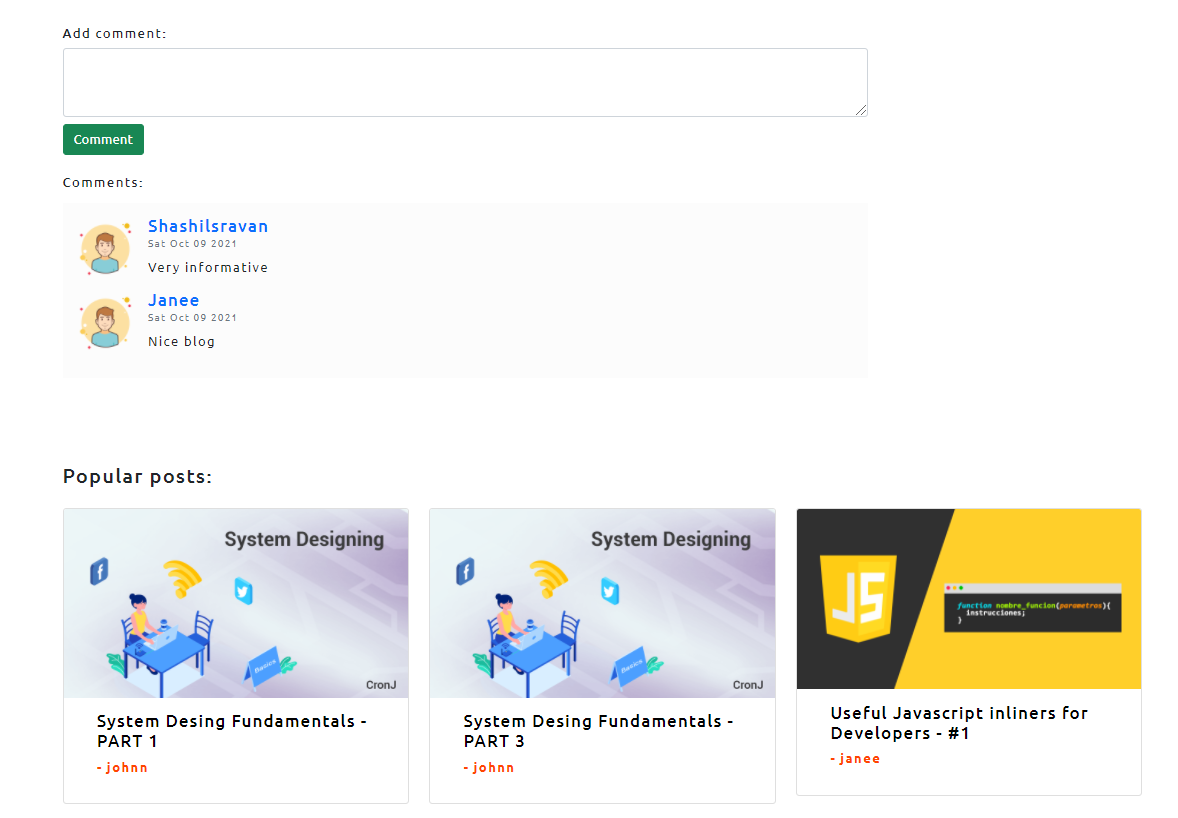 Add comment:
Comment
Comments:
Shashilsravan
Sat Oct 09 2021
Very informative
Janee
Sat Oct 09 2021
Nice blog
Popular posts:
System Designing
f
Basics
CronJ
System Desing Fundamentals -
PART 1
- johnn
System Designing
f
Basics
CronJ
System Desing Fundamentals -
PART 3
- johnn
JS
function nombre_funcion(parametros){
instrucciones;
}
Useful Javascript inliners for
Developers - #1
- janee